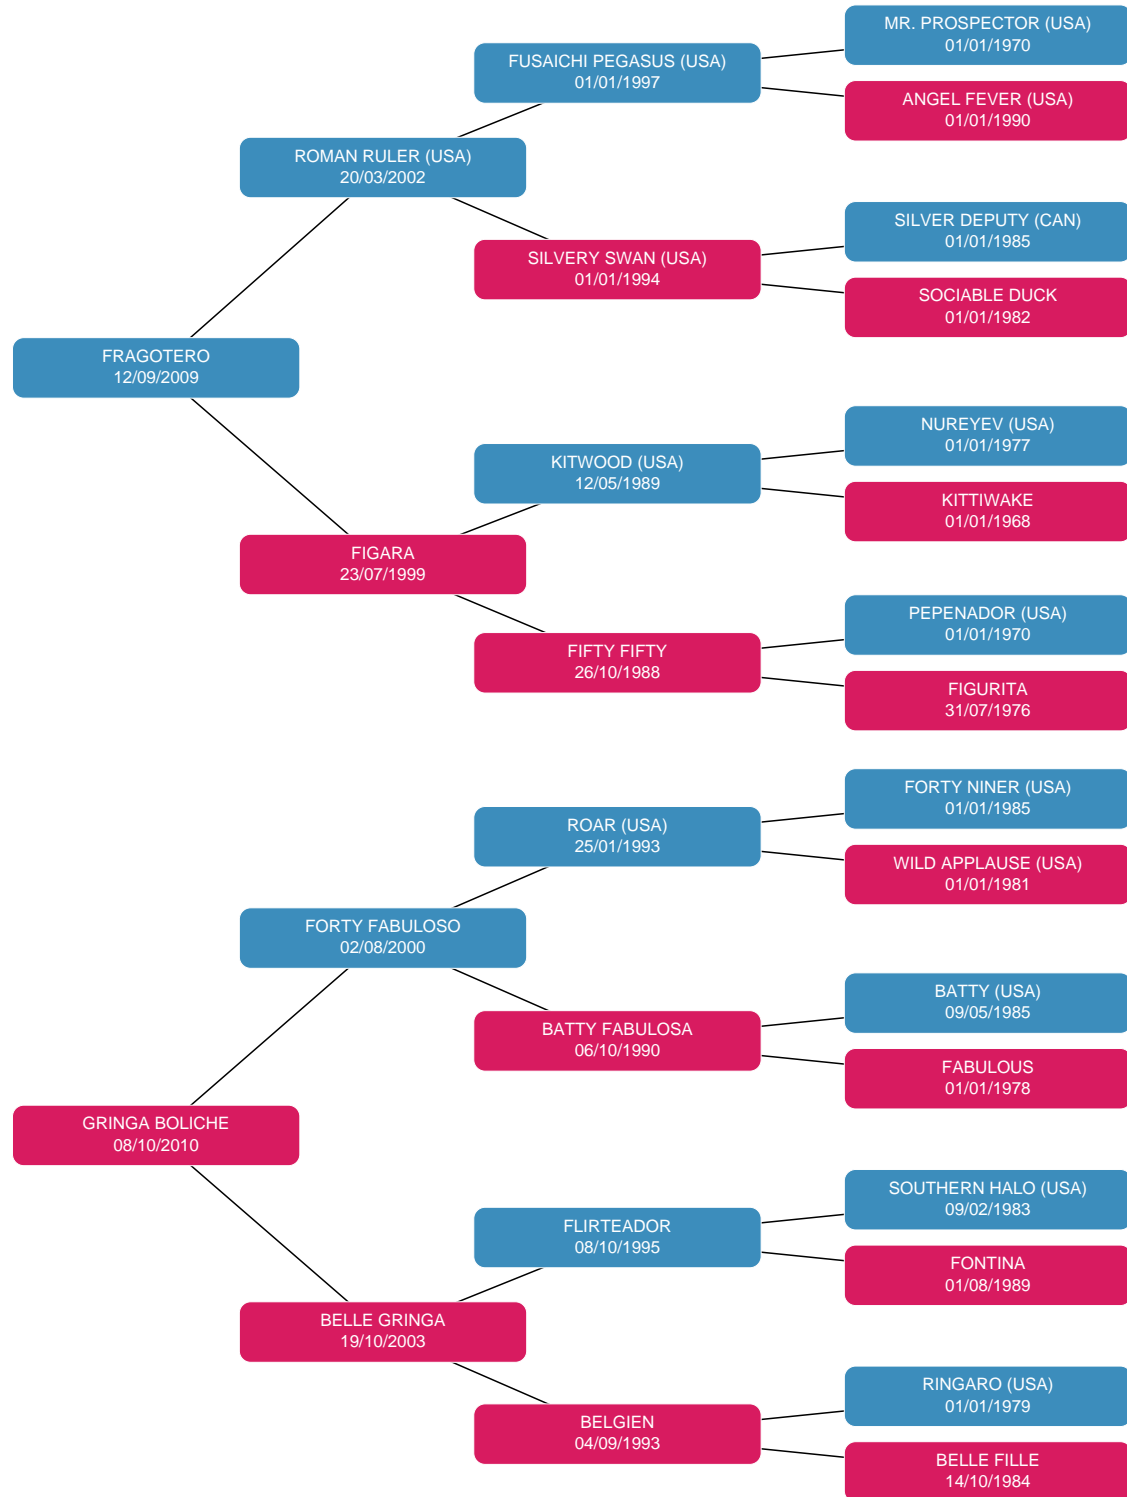 MR. PROSPECTOR (USA)
01/01/1970
FUSAICHI PEGASUS (USA)
01/01/1997
ANGEL FEVER (USA)
01/01/1990
ROMAN RULER (USA)
20/03/2002
SILVER DEPUTY (CAN)
01/01/1985
SILVERY SWAN (USA)
01/01/1994
SOCIABLE DUCK
01/01/1982
FRAGOTERO
12/09/2009
NUREYEV (USA)
01/01/1977
KITWOOD (USA)
12/05/1989
KITTIWAKE
01/01/1968
FIGARA
23/07/1999
PEPENADOR (USA)
01/01/1970
FIFTY FIFTY
26/10/1988
FIGURITA
31/07/1976
FORTY NINER (USA)
01/01/1985
ROAR (USA)
25/01/1993
WILD APPLAUSE (USA)
01/01/1981
FORTY FABULOSO
02/08/2000
BATTY (USA)
09/05/1985
BATTY FABULOSA
06/10/1990
FABULOUS
01/01/1978
GRINGA BOLICHE
08/10/2010
SOUTHERN HALO (USA)
09/02/1983
FLIRTEADOR
08/10/1995
FONTINA
01/08/1989
BELLE GRINGA
19/10/2003
RINGARO (USA)
01/01/1979
BELGIEN
04/09/1993
BELLE FILLE
14/10/1984